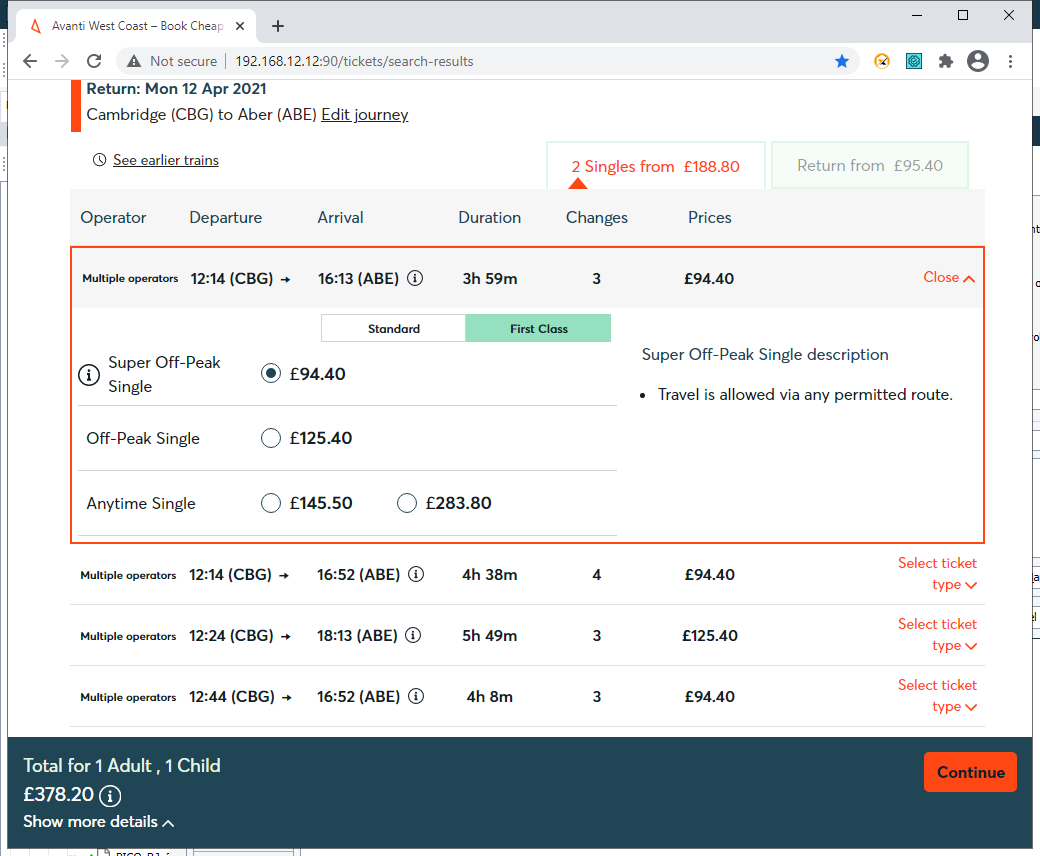 Avanti West Coast – Book Cheap
Not secure
192.168.12.12:90/tickets/search-results
Return: Mon 12 Apr 2021
Cambridge (CBG) to Aber (ABE) Edit journey
See earlier trains
2 Singles from £188.80
Return from £95.40
Operator Departure Arrival Duration Changes Prices
Multiple operators 12:14 (CBG) → 16:13 (ABE) 3h 59m 3 £94.40 Close
Standard First Class
Super Off-Peak
Single
£94.40
Off-Peak Single £125.40
Anytime Single £145.50 £283.80
Super Off-Peak Single description
• Travel is allowed via any permitted route.
Multiple operators 12:14 (CBG) → 16:52 (ABE) 4h 38m 4 £94.40 Select ticket
type
Multiple operators 12:24 (CBG) → 18:13 (ABE) 5h 49m 3 £125.40 Select ticket
type
Multiple operators 12:44 (CBG) → 16:52 (ABE) 4h 8m 3 £94.40 Select ticket
type
Total for 1 Adult , 1 Child
£378.20
Show more details
Continue